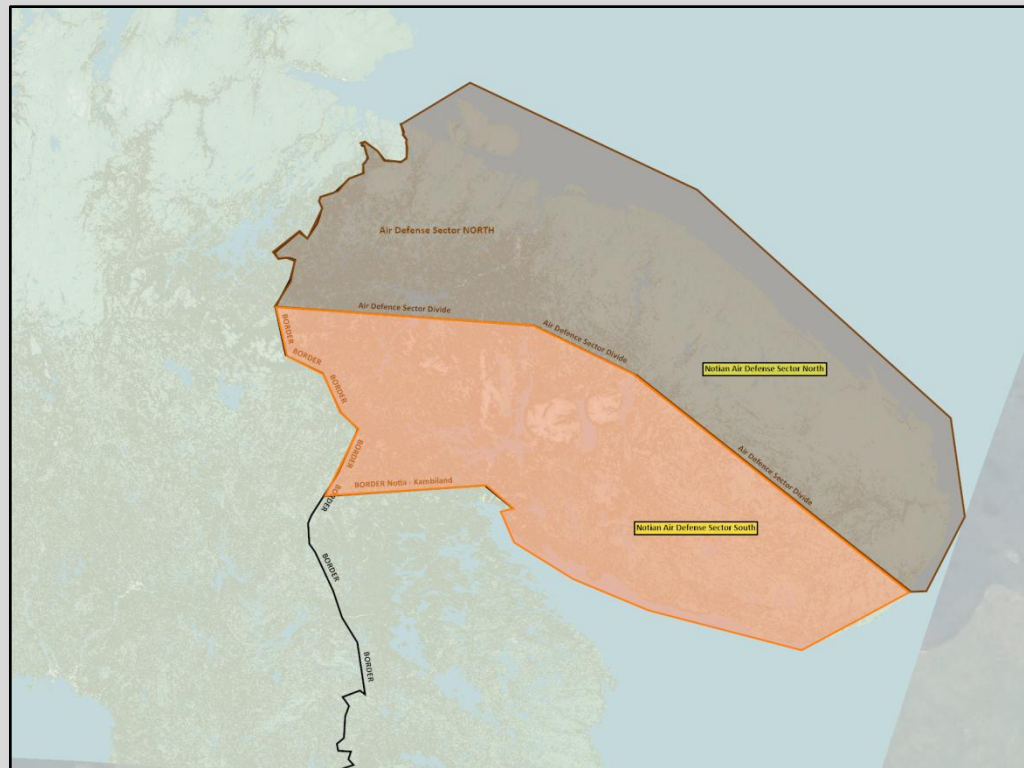 Air Defense Sector NORTH
Air Defence Sector Divide
Air Defence Sector Divide
BORDER
BORDER
Notian Air Defense Sector North
BORDER
BORDER
Air Defence Sector Divide
BORDER Notia - Kambiland
BORDER
Notian Air Defense Sector South
BORDER
BORDER